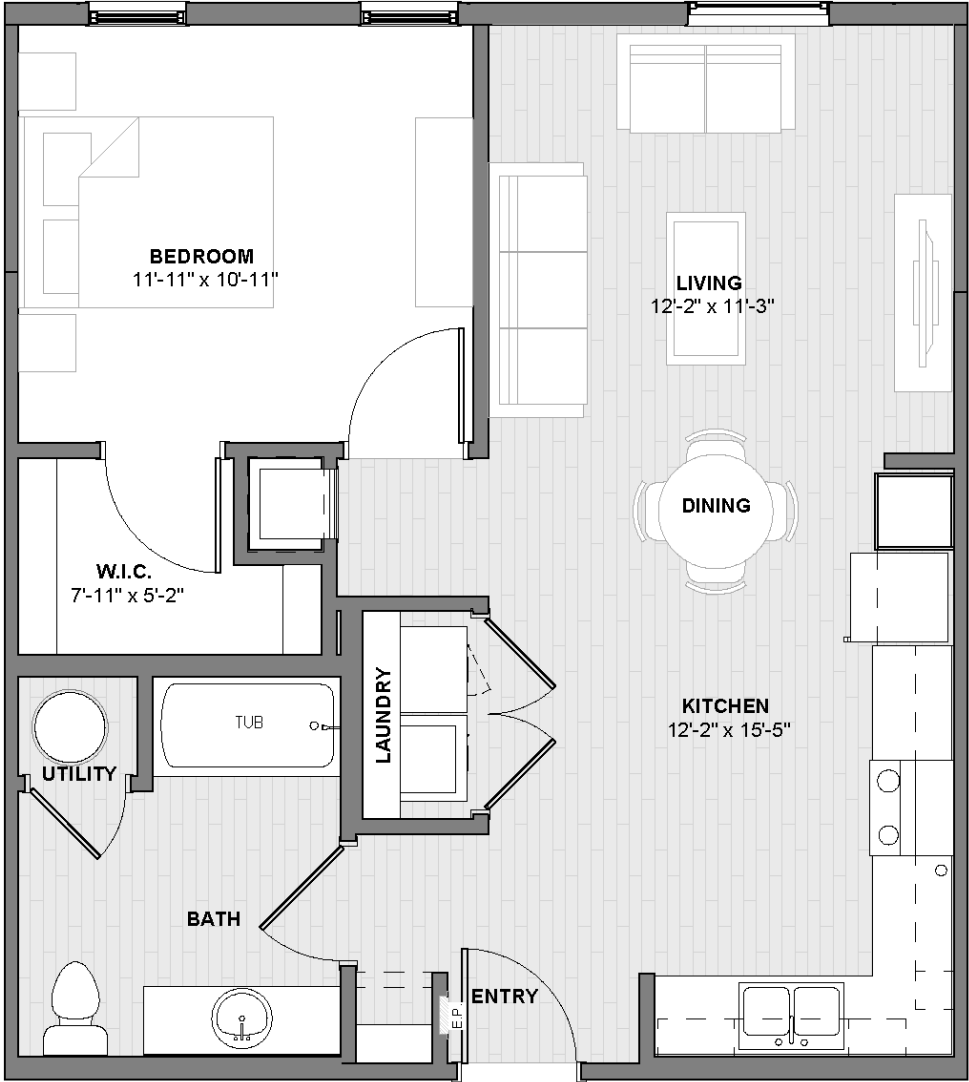 BEDROOM
11'-11" x 10'-11"
LIVING
12'-2" x 11'-3"
DINING
W.I.C.
7'-11" x 5'-2"
LAUNDRY
KITCHEN
12'-2" x 15'-5"
TUB
UTILITY
BATH
ENTRY
E.P.